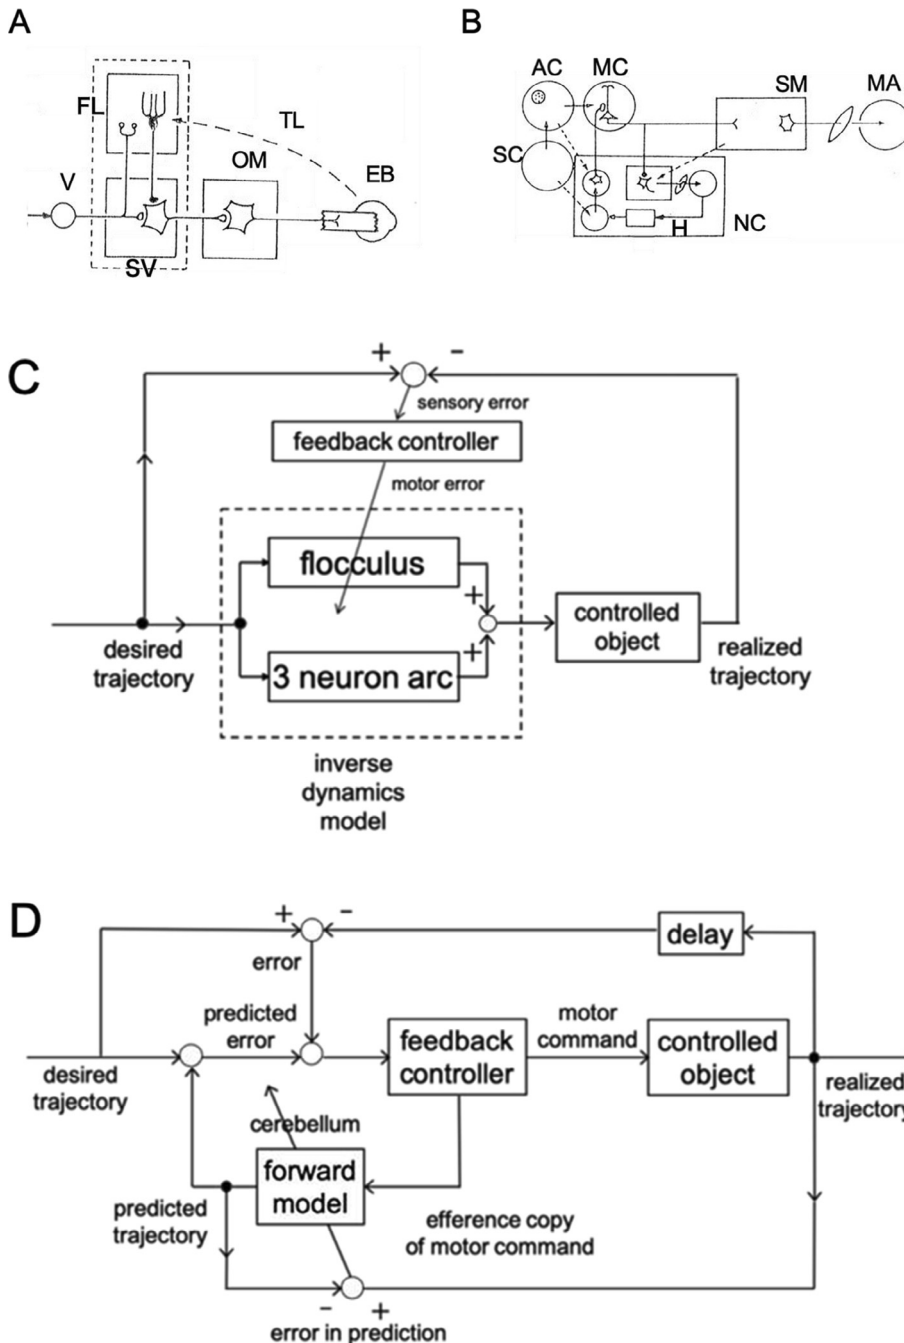 A
B
FL
TL
OM
V
EB
SV
AC
MC
SM
MA
SC
H
NC
C
+
-
sensory error
feedback controller
motor error
flocculus
+
controlled
object
desired
trajectory
realized
trajectory
+
3 neuron arc
inverse
dynamics
model
D
+
-
delay
error
predicted
error
motor
command
feedback
controller
controlled
object
desired
trajectory
realized
trajectory
cerebellum
forward
model
predicted
trajectory
efference copy
of motor command
-
+
error in prediction